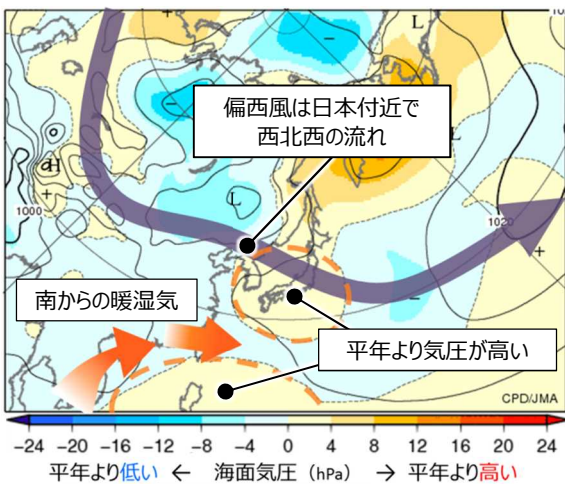 L
10
偏西風は日本付近で
西北西の流れ
L
H
+
1000
L
1020
+
南からの暖湿気
平年より気圧が高い
CPD/JMA
-24 -20 -16 -12 -8 -4 0 4 8 12 16 20 24
平年より低い ← 海面気圧 (hPa) → 平年より高い